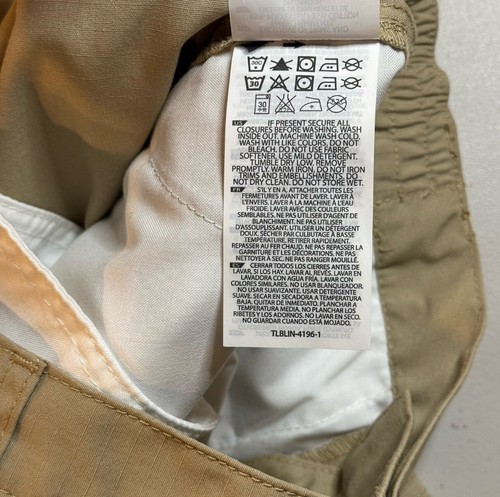 30C
30
30
US IF PRESENT SECURE ALL
CLOSURES BEFORE WASHING. WASH
INSIDE OUT. MACHINE WASH COLD.
WASH WITH LIKE COLORS. DO NOT
BLEACH. DO NOT USE FABRIC
SOFTENER. USE MILD DETERGENT.
TUMBLE DRY LOW. REMOVE
PROMPTLY. WARM IRON. DO NOT IRON
TRIMS AND EMBELLISHMENTS. DO
NOT DRY CLEAN. DO NOT STORE WET.
FR S'IL Y EN A, ATTACHER TOUTES LES
FERMETURES AVANT DE LAVER. LAVER À
L'ENVERS. LAVER À LA MACHINE À L'EAU
FROIDE. LAVER AVEC DES COULEURS
SEMBLABLES. NE PAS UTILISER D'AGENT DE
BLANCHIMENT. NE PAS UTILISER
D'ASSOUPLISSANT. UTILISER UN DÉTERGENT
DOUX. SÉCHER PAR CULBUTAGE À BASSE
TEMPÉRATURE, RETIRER RAPIDEMENT.
REPASSER AU FER CHAUD. NE PAS REPASSER LA
GARNITURE ET LES DÉCORATIONS. NE PAS
NETTOYER À SEC. NE PAS RANGER MOUILLÉ.
ES CERRAR TODOS LOS CIERRES ANTES DE
LAVAR, SI LOS HAY. LAVAR AL REVÉS. LAVAR EN
LAVADORA CON AGUA FRÍA. LAVAR CON
COLORES SIMILARES. NO USAR BLANQUEADOR.
NO USAR SUAVIZANTE. USAR DETERGENTE
SUAVE. SECAR EN SECADORA A TEMPERATURA
BAJA, QUITAR DE INMEDIATO. PLANCHAR A
TEMPERATURA MEDIA. NO PLANCHAR LOS
RIBETES Y LOS ADORNOS. NO LAVAR EN SECO.
NO GUARDAR CUANDO ESTÁ MOJADO.
TLBLIN-4196-1